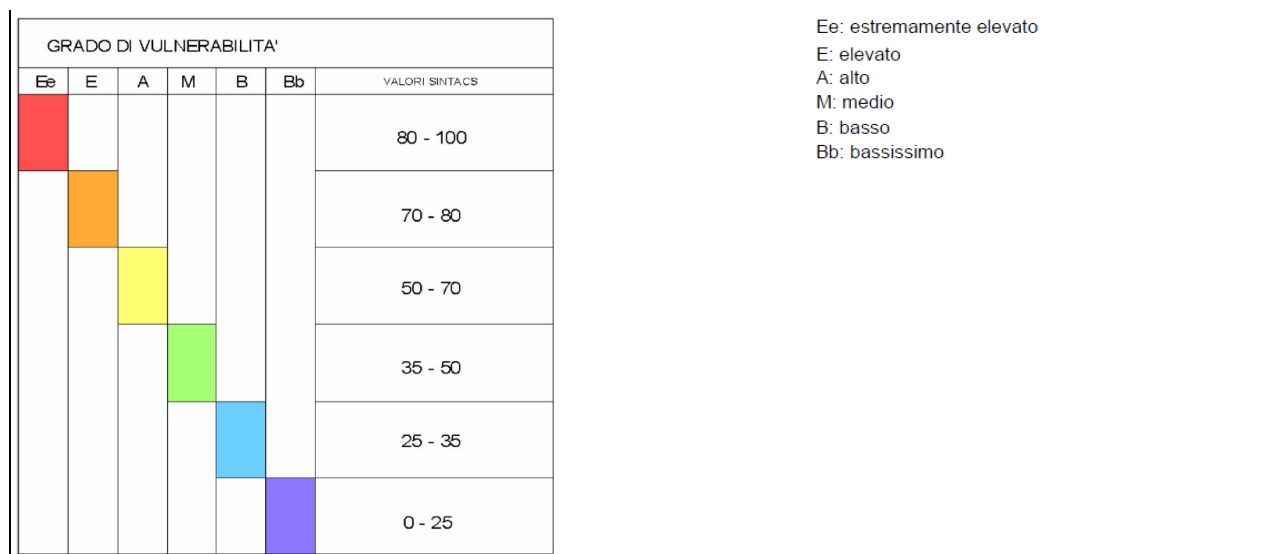 GRADO DI VULNERABILITA'
Ee E A M B Bb VALORI SINTACS
80 - 100
70 - 80
50 - 70
35 - 50
25 - 35
0 - 25
Ee: estremamente elevato
E: elevato
A: alto
M: medio
B: basso
Bb: bassissimo